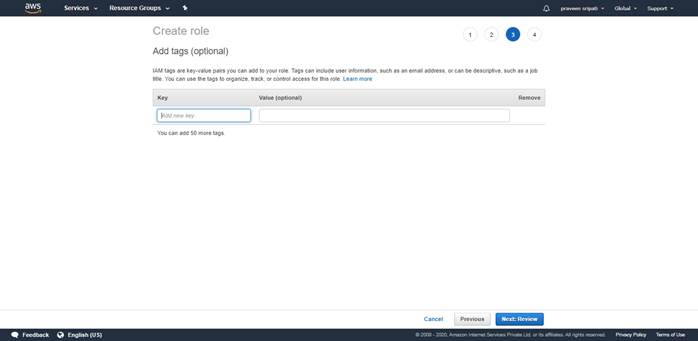 aws Services Resource Groups praveen sripati Global Support
Create role
1 2 3 4
Add tags (optional)
IAM tags are key-value pairs you can add to your role. Tags can include user information, such as an email address, or can be descriptive, such as a job
title. You can use the tags to organize, track, or control access for this role. Learn more
Key Value (optional) Remove
Add new key
You can add 50 more tags.
Cancel Previous Next: Review
Feedback English (US) © 2008 - 2020, Amazon Internet Services Private Ltd. or its affiliates. All rights reserved. Privacy Policy Terms of Use